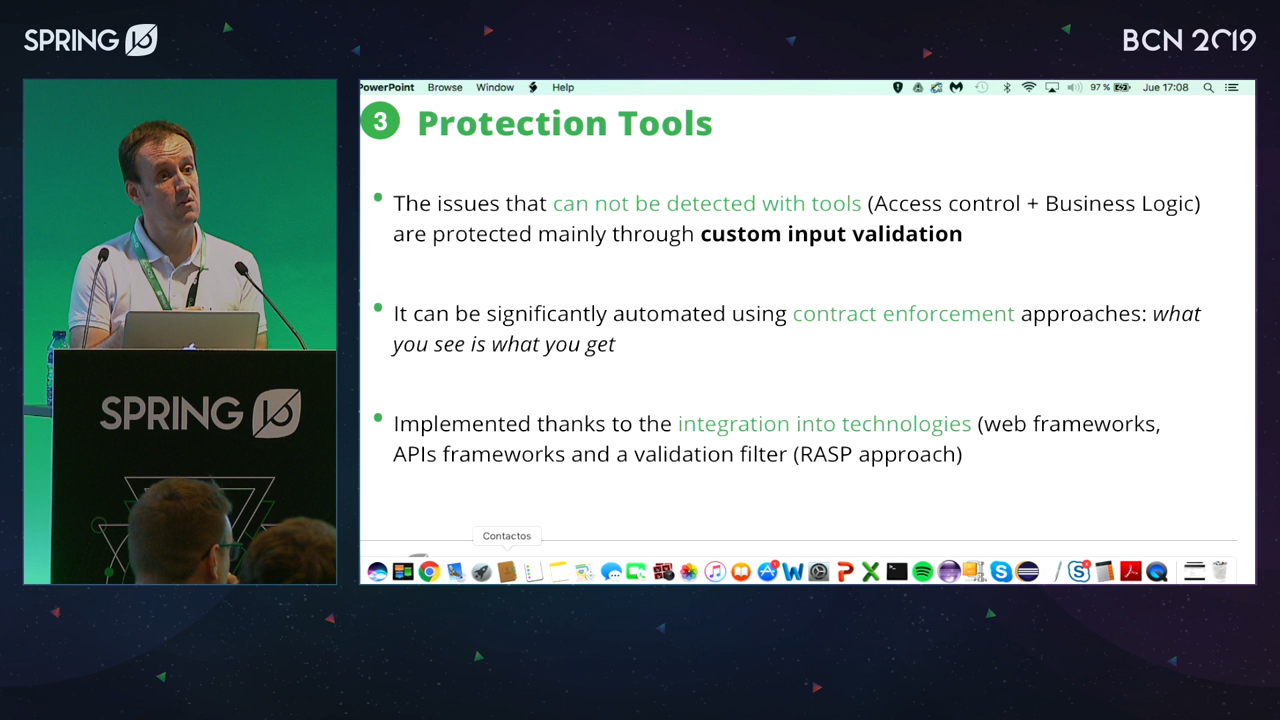 SPRING
BCN 2019
PowerPoint Browse Window Help 97 % Jue 17:08
3 Protection Tools
• The issues that can not be detected with tools (Access control + Business Logic)
are protected mainly through custom input validation
• It can be significantly automated using contract enforcement approaches: what
you see is what you get
• Implemented thanks to the integration into technologies (web frameworks,
APIs frameworks and a validation filter (RASP approach)
Contactos
SPRING